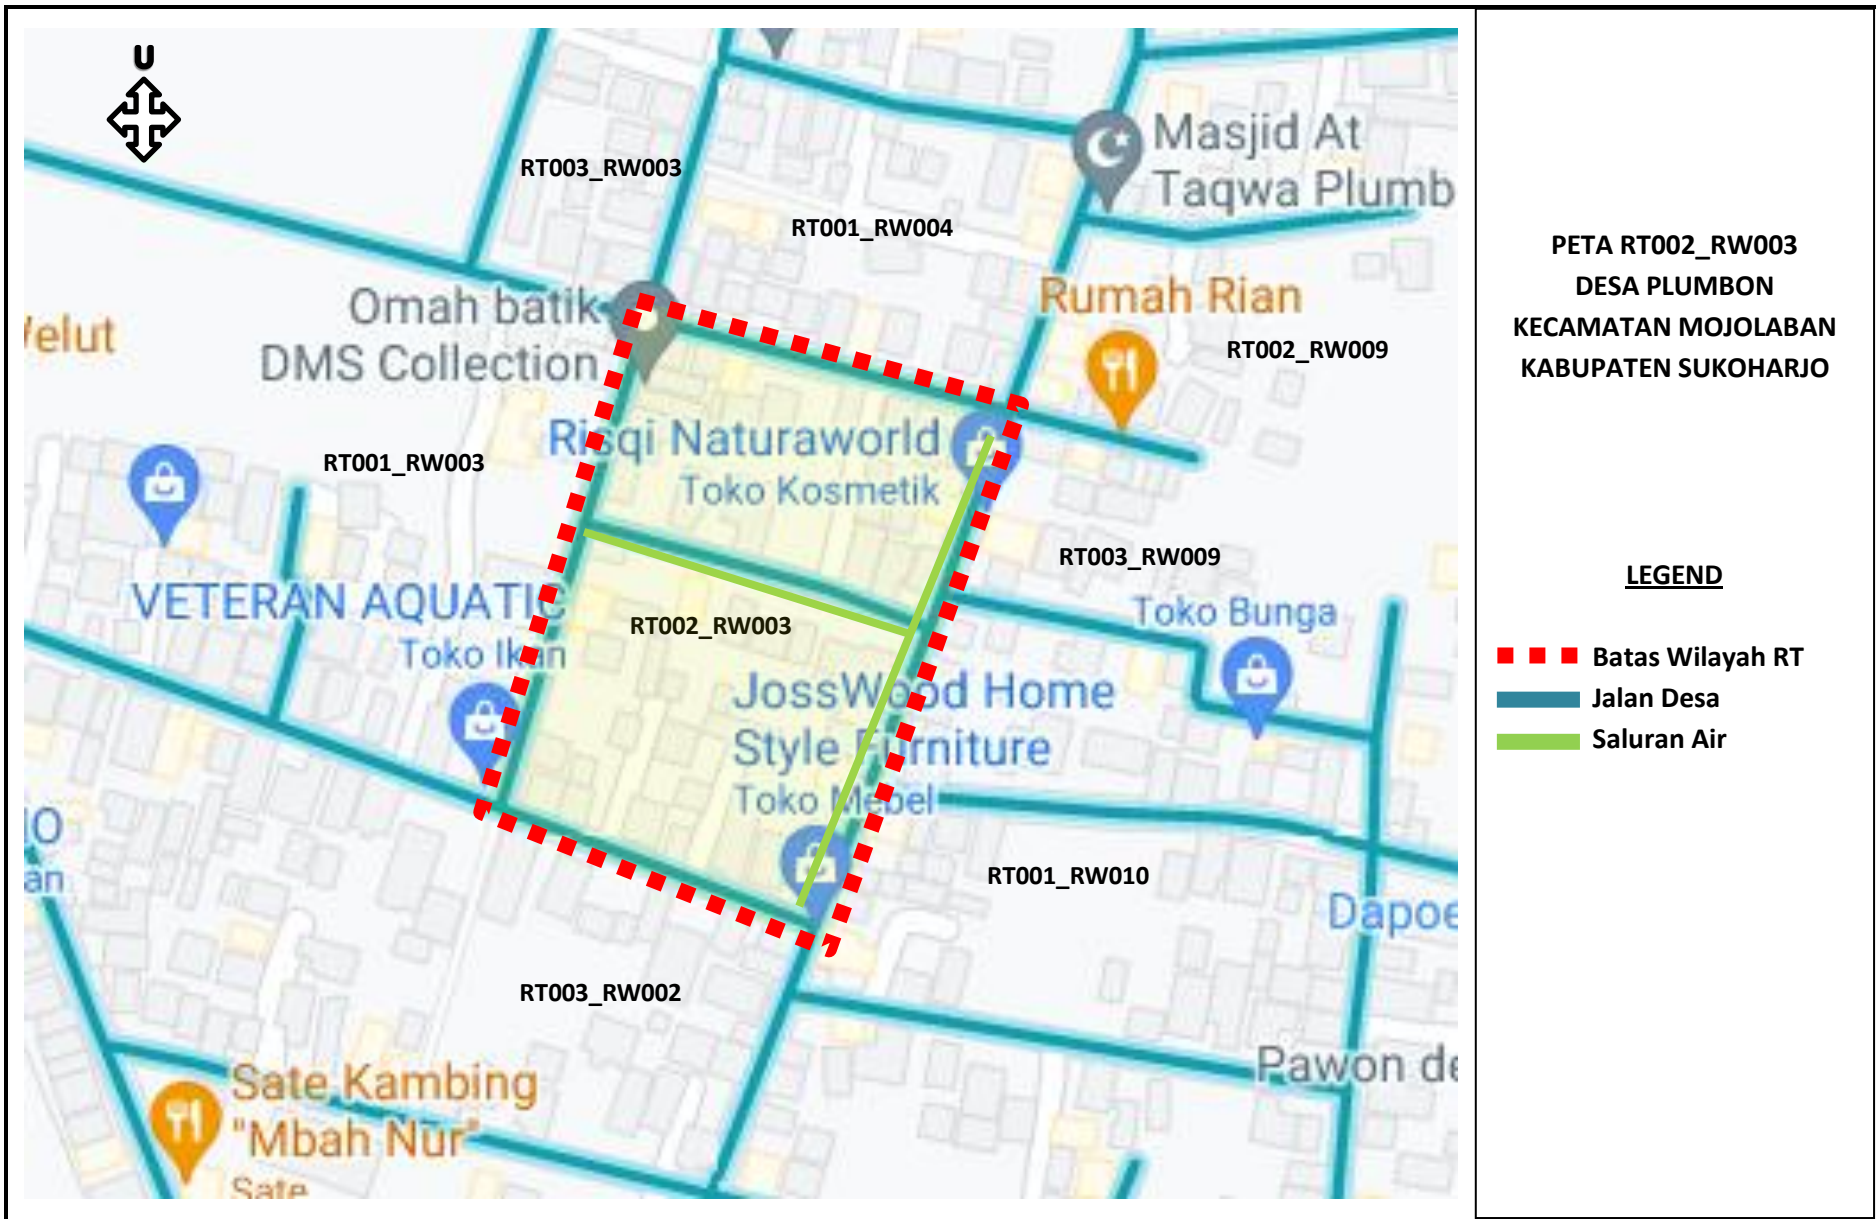 U
Masjid At
Taqwa Plumb
RT003_RW003
RT001_RW004
Rumah Rian
RT002_RW009
Omah batik
DMS Collection
Risqi Naturaworld
Toko Kosmetik
RT001_RW003
RT003_RW009
VETERAN AQUATIC
Toko Ikan
RT002_RW003
Toko Bunga
JossWood Home
Style Furniture
Toko Mebel
RT001_RW010
Dapoe
RT003_RW002
Pawon de
Sate Kambing
"Mbah Nur"
Sate
PETA RT002_RW003
DESA PLUMBON
KECAMATAN MOJOLABAN
KABUPATEN SUKOHARJO
LEGEND
Batas Wilayah RT
Jalan Desa
Saluran Air